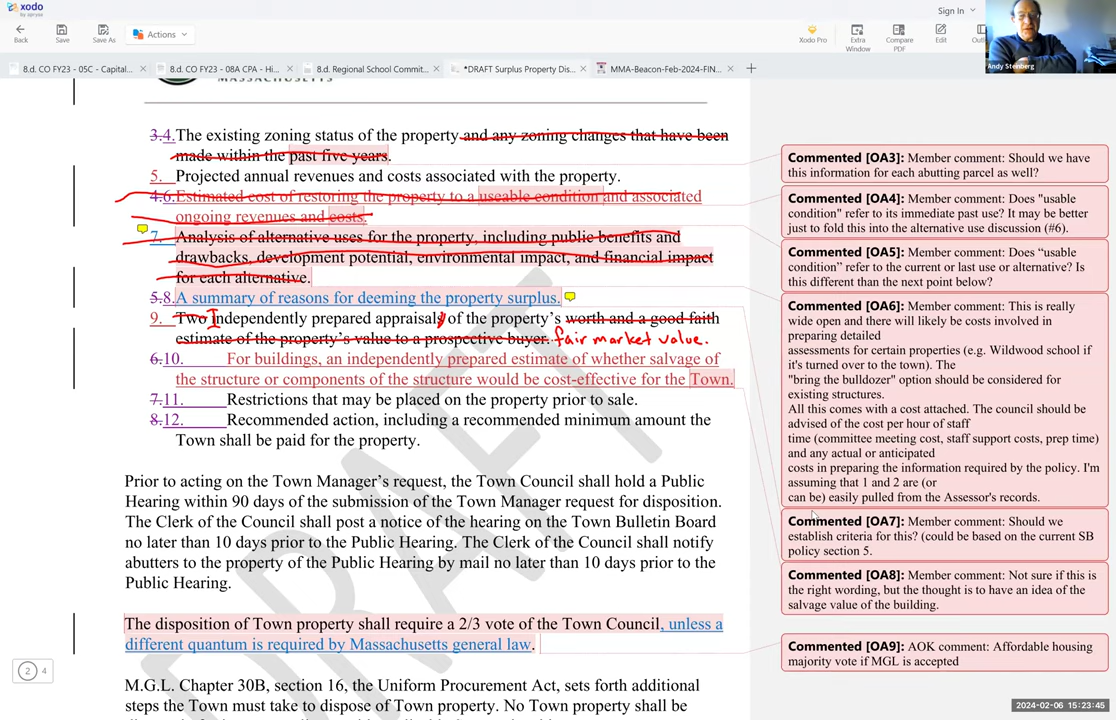 xodo
by apryse
Sign In
Back
Save
Save As
Actions
Xodo Pro
Extra
Window
Compare
PDF
Edit
8.d. CO FY23 - 05C - Capital...
8.d. CO FY23 - 08A CPA - Hi...
8.d. Regional School Commit...
*DRAFT Surplus Property Dis...
MMA-Beacon-Feb-2024-FIN...
Andy Steinberg
MASSACHUSETTS
3.4. The existing zoning status of the property and any zoning changes that have been
made within the past five years.
5. Projected annual revenues and costs associated with the property.
4.6. Estimated cost of restoring the property to a useable condition and associated
ongoing revenues and costs.
7. Analysis of alternative uses for the property, including public benefits and
drawbacks, development potential, environmental impact, and financial impact
for each alternative.
5.8. A summary of reasons for deeming the property surplus.
9. Two independently prepared appraisals of the property's worth and a good faith
estimate of the property's value to a prospective buyer. fair market value.
6.10. For buildings, an independently prepared estimate of whether salvage of
the structure or components of the structure would be cost-effective for the Town.
7.11. Restrictions that may be placed on the property prior to sale.
8.12. Recommended action, including a recommended minimum amount the
Town shall be paid for the property.
Prior to acting on the Town Manager's request, the Town Council shall hold a Public
Hearing within 90 days of the submission of the Town Manager request for disposition.
The Clerk of the Council shall post a notice of the hearing on the Town Bulletin Board
no later than 10 days prior to the Public Hearing. The Clerk of the Council shall notify
abutters to the property of the Public Hearing by mail no later than 10 days prior to the
Public Hearing.
The disposition of Town property shall require a 2/3 vote of the Town Council, unless a
different quantum is required by Massachusetts general law.
M.G.L. Chapter 30B, section 16, the Uniform Procurement Act, sets forth additional
steps the Town must take to dispose of Town property. No Town property shall be
DRAFT
Commented [OA3]: Member comment: Should we have
this information for each abutting parcel as well?
Commented [OA4]: Member comment: Does "usable
condition" refer to its immediate past use? It may be better
just to fold this into the alternative use discussion (#6).
Commented [OA5]: Member comment: Does "usable
condition" refer to the current or last use or alternative? Is
this different than the next point below?
Commented [OA6]: Member comment: This is really
wide open and there will likely be costs involved in
preparing detailed
assessments for certain properties (e.g. Wildwood school if
it's turned over to the town). The
"bring the bulldozer" option should be considered for
existing structures.
All this comes with a cost attached. The council should be
advised of the cost per hour of staff
time (committee meeting cost, staff support costs, prep time)
and any actual or anticipated
costs in preparing the information required by the policy. I'm
assuming that 1 and 2 are (or
can be) easily pulled from the Assessor's records.
Commented [OA7]: Member comment: Should we
establish criteria for this? (could be based on the current SB
policy section 5.
Commented [OA8]: Member comment: Not sure if this is
the right wording, but the thought is to have an idea of the
salvage value of the building.
Commented [OA9]: AOK comment: Affordable housing
majority vote if MGL is accepted
2 4
2024-02-06 15:23:45